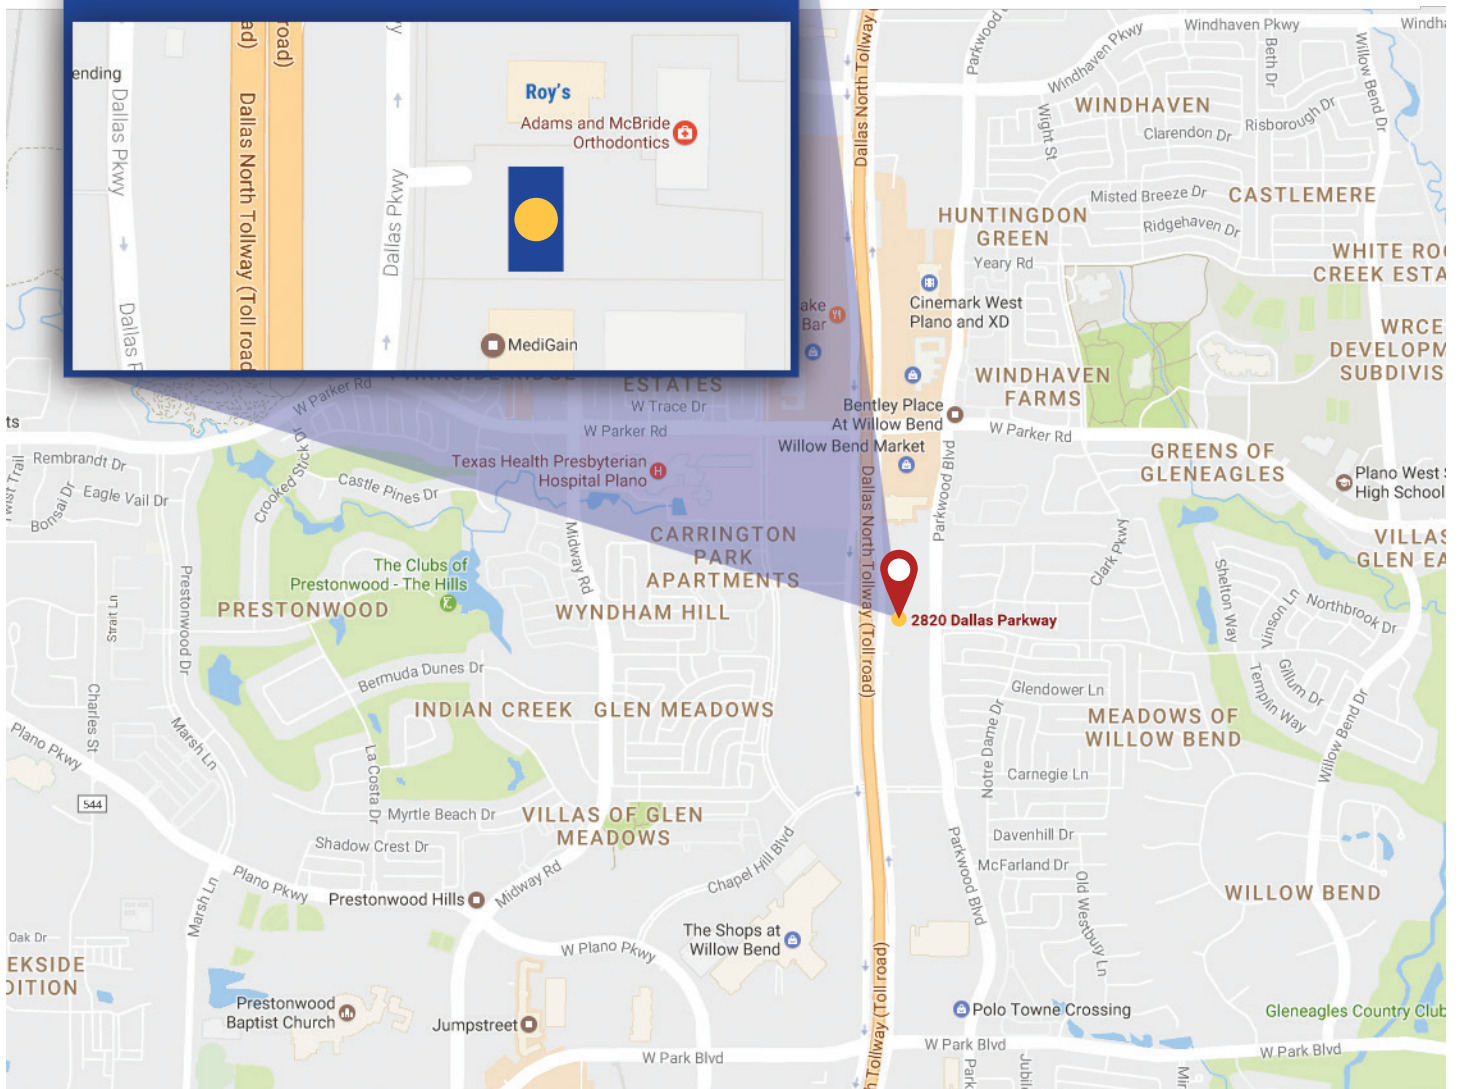 ending
Dallas Pkwy
Dallas
road)
Dallas North Tollway (Toll road
Dallas Pkwy
Roy's
Adams and McBride
Orthodontics
MediGain
Dallas North Tollway
Parkwood
Windhaven Pkwy
Windhaven Pkwy
Beth Dr
Willow Bend Dr
WINDHAVEN
Wight St
Clarendon Dr
Risborough Dr
Misted Breeze Dr
CASTLEMERE
HUNTINGDON
GREEN
Ridgehaven Dr
Yeary Rd
WHITE RO
CREEK ESTA
Cinemark West
Plano and XD
ake
Bar
WRCE
DEVELOPM
SUBDIVIS
WINDHAVEN
FARMS
ESTATES
W Parker Rd
W Trace Dr
W Parker Rd
Bentley Place
At Willow Bend
Willow Bend Market
W Parker Rd
ts
GREENS OF
GLENEAGLES
Rembrandt Dr
Eagle Vail Dr
Bonsai Dr
Crooked Stick Dr
Castle Pines Dr
Texas Health Presbyterian
Hospital Plano
Dallas North Tollway (Toll road)
Parkwood Blvd
Plano West
High School
CARRINGTON
PARK
APARTMENTS
Midway Rd
Clark Pkwy
VILLAS
GLEN EA
The Clubs of
Prestonwood - The Hills
PRESTONWOOD
Prestonwood Dr
Strait Ln
WYNDHAM HILL
2820 Dallas Parkway
Shelton Way
Vinson Ln
Northbrook Dr
Bermuda Dunes Dr
Glendower Ln
Gillum Dr
Templin Way
INDIAN CREEK
GLEN MEADOWS
MEADOWS OF
WILLOW BEND
Notre Dame Dr
Willow Bend Dr
Charles St
Plano Pkwy
Marsh Ln
La Costa Dr
Carnegie Ln
544
Myrtle Beach Dr
VILLAS OF GLEN
MEADOWS
Shadow Crest Dr
Davenhill Dr
McFarland Dr
Parkwood Blvd
Old Westbury Ln
Chapel Hill Blvd
Plano Pkwy
Prestonwood Hills
Midway Rd
WILLOW BEND
Marsh Ln
Oak Dr
The Shops at
Willow Bend
W Plano Pkwy
EKSIDE
DITION
Prestonwood
Baptist Church
Jumpstreet
Polo Towne Crossing
Gleneagles Country Club
Tollway (Toll road)
W Park Blvd
W Park Blvd
W Park Blvd
Park
Jubil